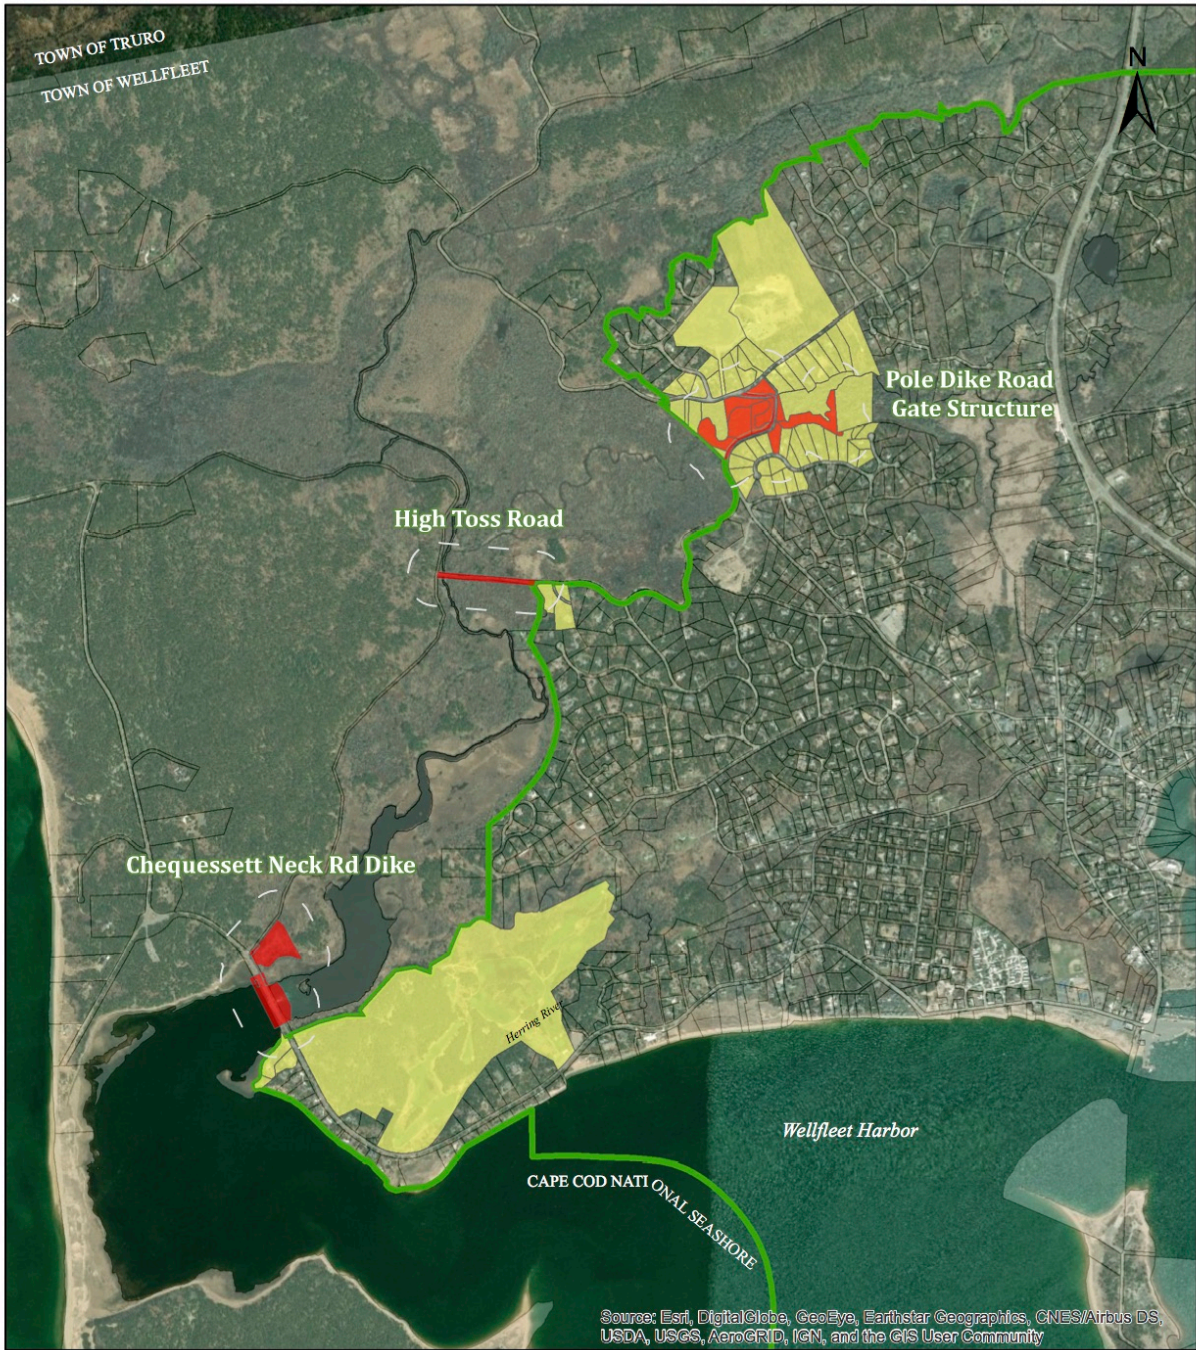 TOWN OF TRURO
TOWN OF WELLFLEET
N
Pole Dike Road
Gate Structure
High Toss Road
Chequessett Neck Rd Dike
Herring River
Wellfleet Harbor
CAPE COD NATIONAL SEASHORE
Source: Esri, DigitalGlobe, GeoEye, Earthstar Geographics, CNES/Airbus DS,
USDA, USGS, AeroGRID, IGN, and the GIS User Community